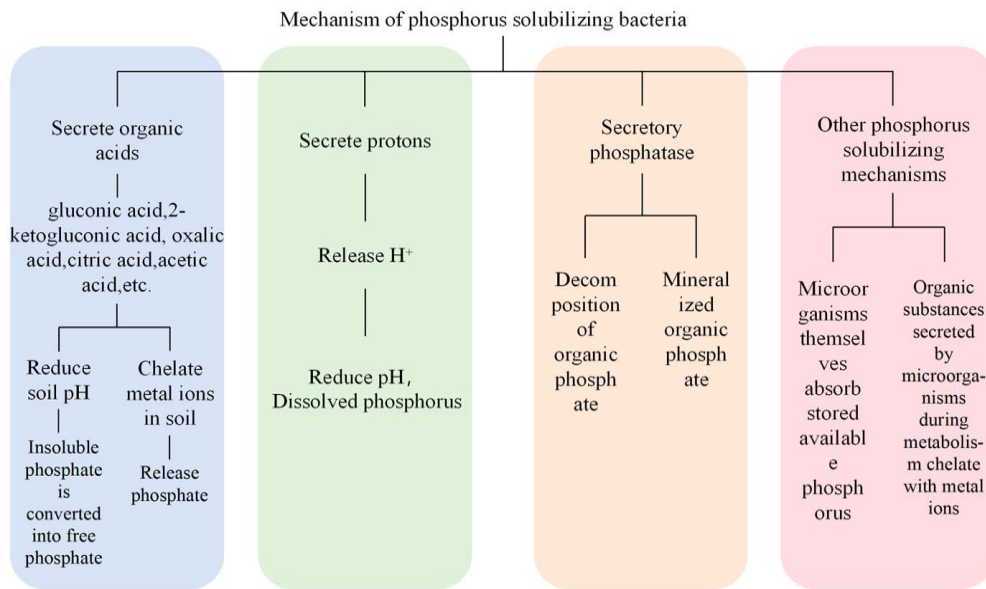 Mechanism of phosphorus solubilizing bacteria
Secrete organic
acids
gluconic acid,2-
ketogluconic acid, oxalic
acid,citric acid,acetic
acid,etc.
Reduce
soil pH
Insoluble
phosphate
is
converted
into free
phosphate
Chelate
metal ions
in soil
Release
phosphate
Secrete protons
Release H⁺
Reduce pH,
Dissolved phosphorus
Secretory
phosphatase
Decom
position
of
organic
phosph
ate
Mineral
ized
organic
phosph
ate
Other phosphorus
solubilizing
mechanisms
Microor
ganisms
themsel
ves
absorb
stored
availabl
e
phosph
orus
Organic
substances
secreted
by
microorga-
nisms
during
metabolis-
m chelate
with metal
ions